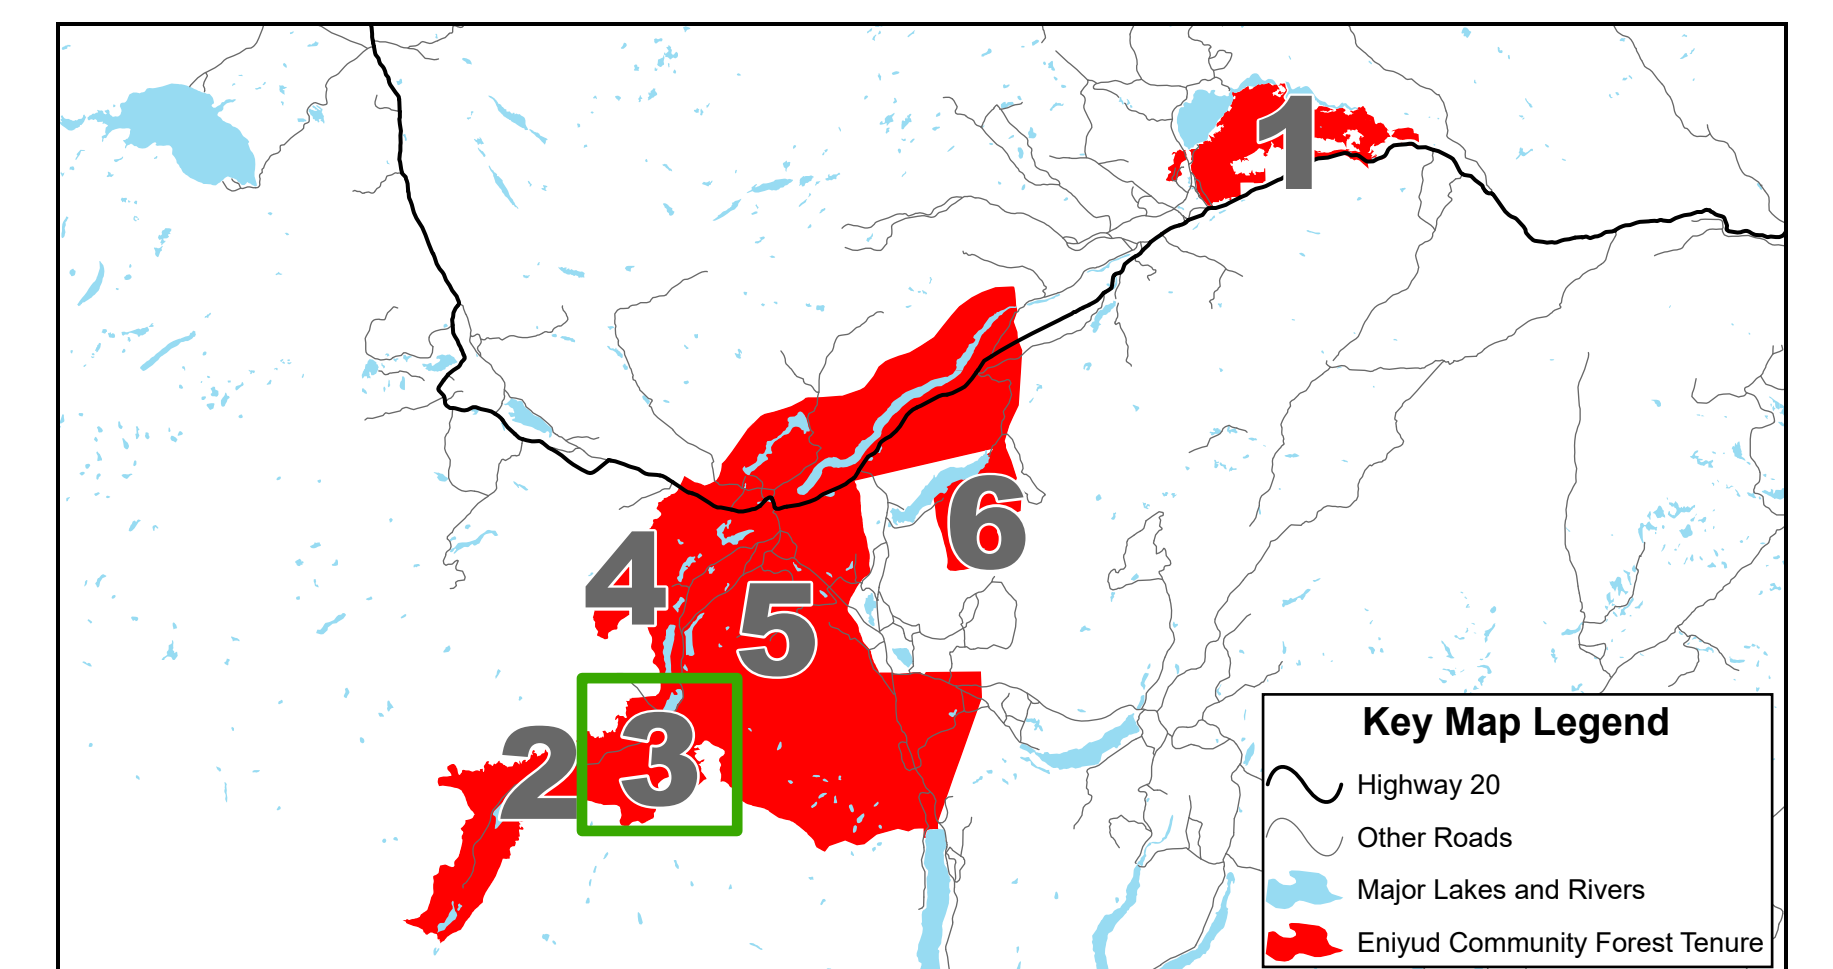 1
6
4
5
3
2
Key Map Legend
Highway 20
Other Roads
Major Lakes and Rivers
Eniyud Community Forest Tenure